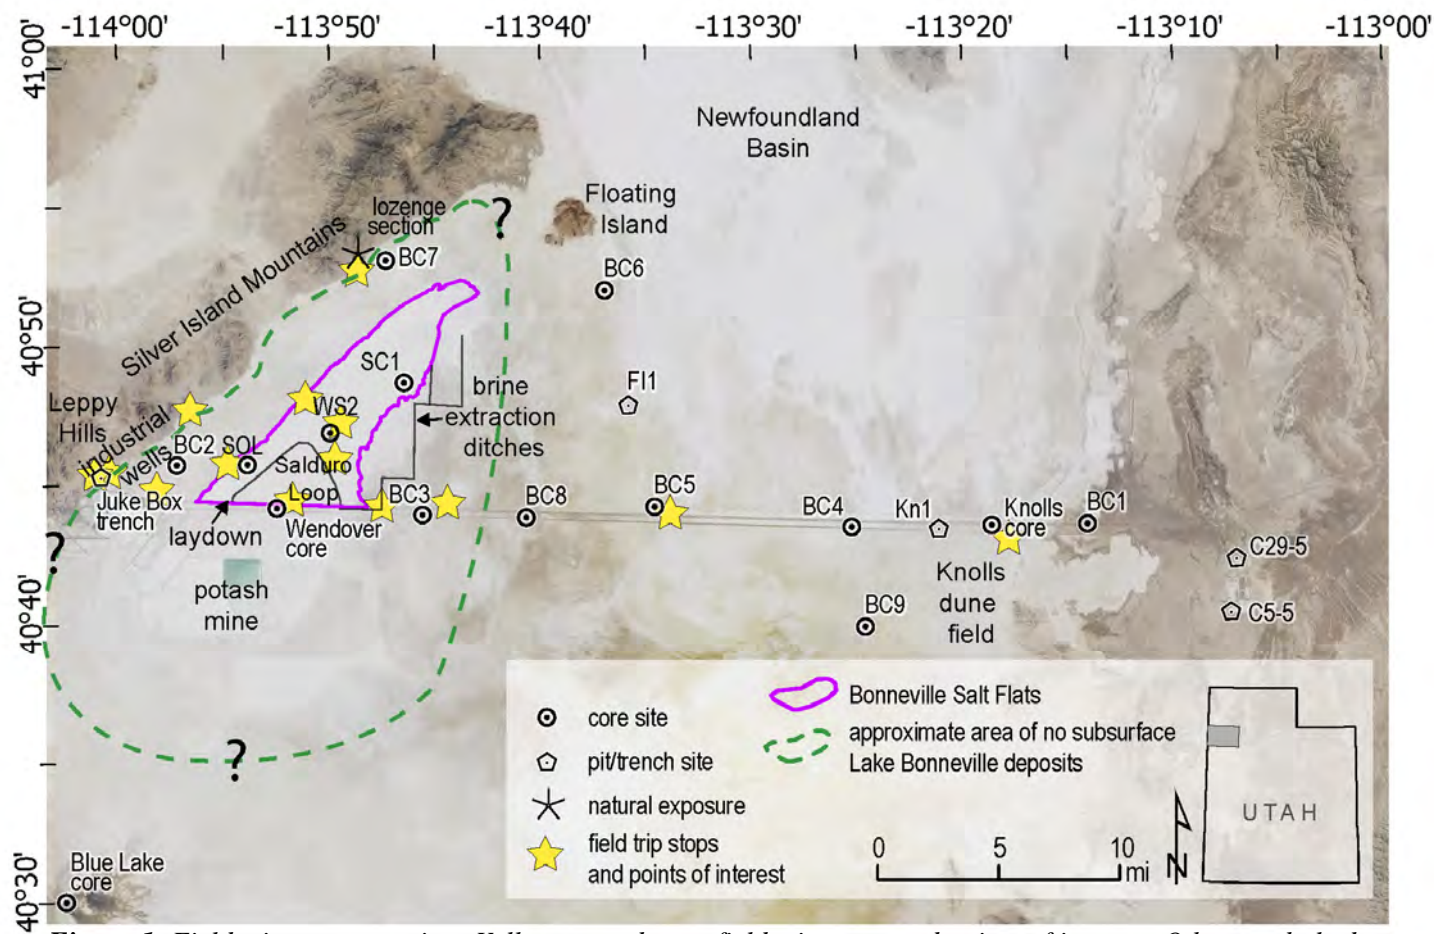 -114°00' -113°50' -113°40' -113°30' -113°20' -113°10' -113°00'
41°00'
40°50'
40°40'
40°30'
Newfoundland
Basin
Floating
Island
lozenge
section
?
BC7
BC6
Silver Island Mountains
SC1
FI1
brine
extraction
ditches
Leppy
Hills
industrial
wells
WS2
BC2
SOL
Salduro
Loop
Juke Box
trench
BC3
BC8
BC5
BC4
Kn1
Knolls
core
BC1
laydown
Wendover
core
C29-5
?
potash
mine
Knolls
dune
field
BC9
C5-5
?
Blue Lake
core
core site
pit/trench site
natural exposure
field trip stops
and points of interest
Bonneville Salt Flats
approximate area of no subsurface
Lake Bonneville deposits
0 5 10
mi
N
UTAH